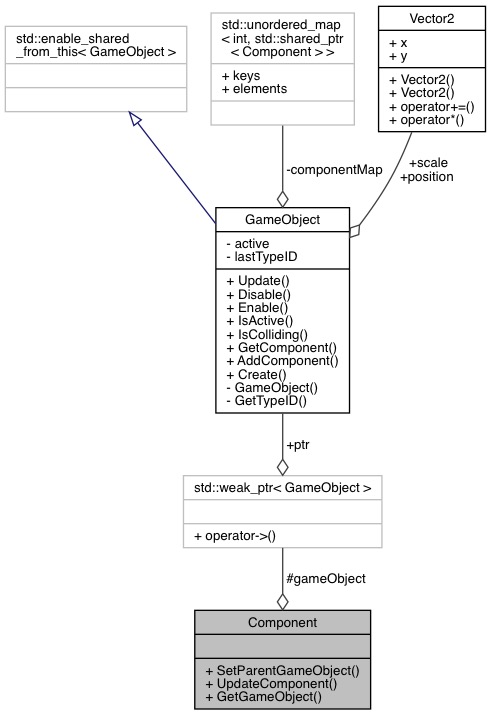 std::enable_shared
_from_this< GameObject >
std::unordered_map
< int, std::shared_ptr
< Component > >
+ keys
+ elements
Vector2
+ x
+ y
+ Vector2()
+ Vector2()
+ operator+=()
+ operator*()
-componentMap
+scale
+position
GameObject
- active
- lastTypeID
+ Update()
+ Disable()
+ Enable()
+ IsActive()
+ IsColliding()
+ GetComponent()
+ AddComponent()
+ Create()
- GameObject()
- GetTypeID()
+ptr
std::weak_ptr< GameObject >
+ operator->()
#gameObject
Component
+ SetParentGameObject()
+ UpdateComponent()
+ GetGameObject()